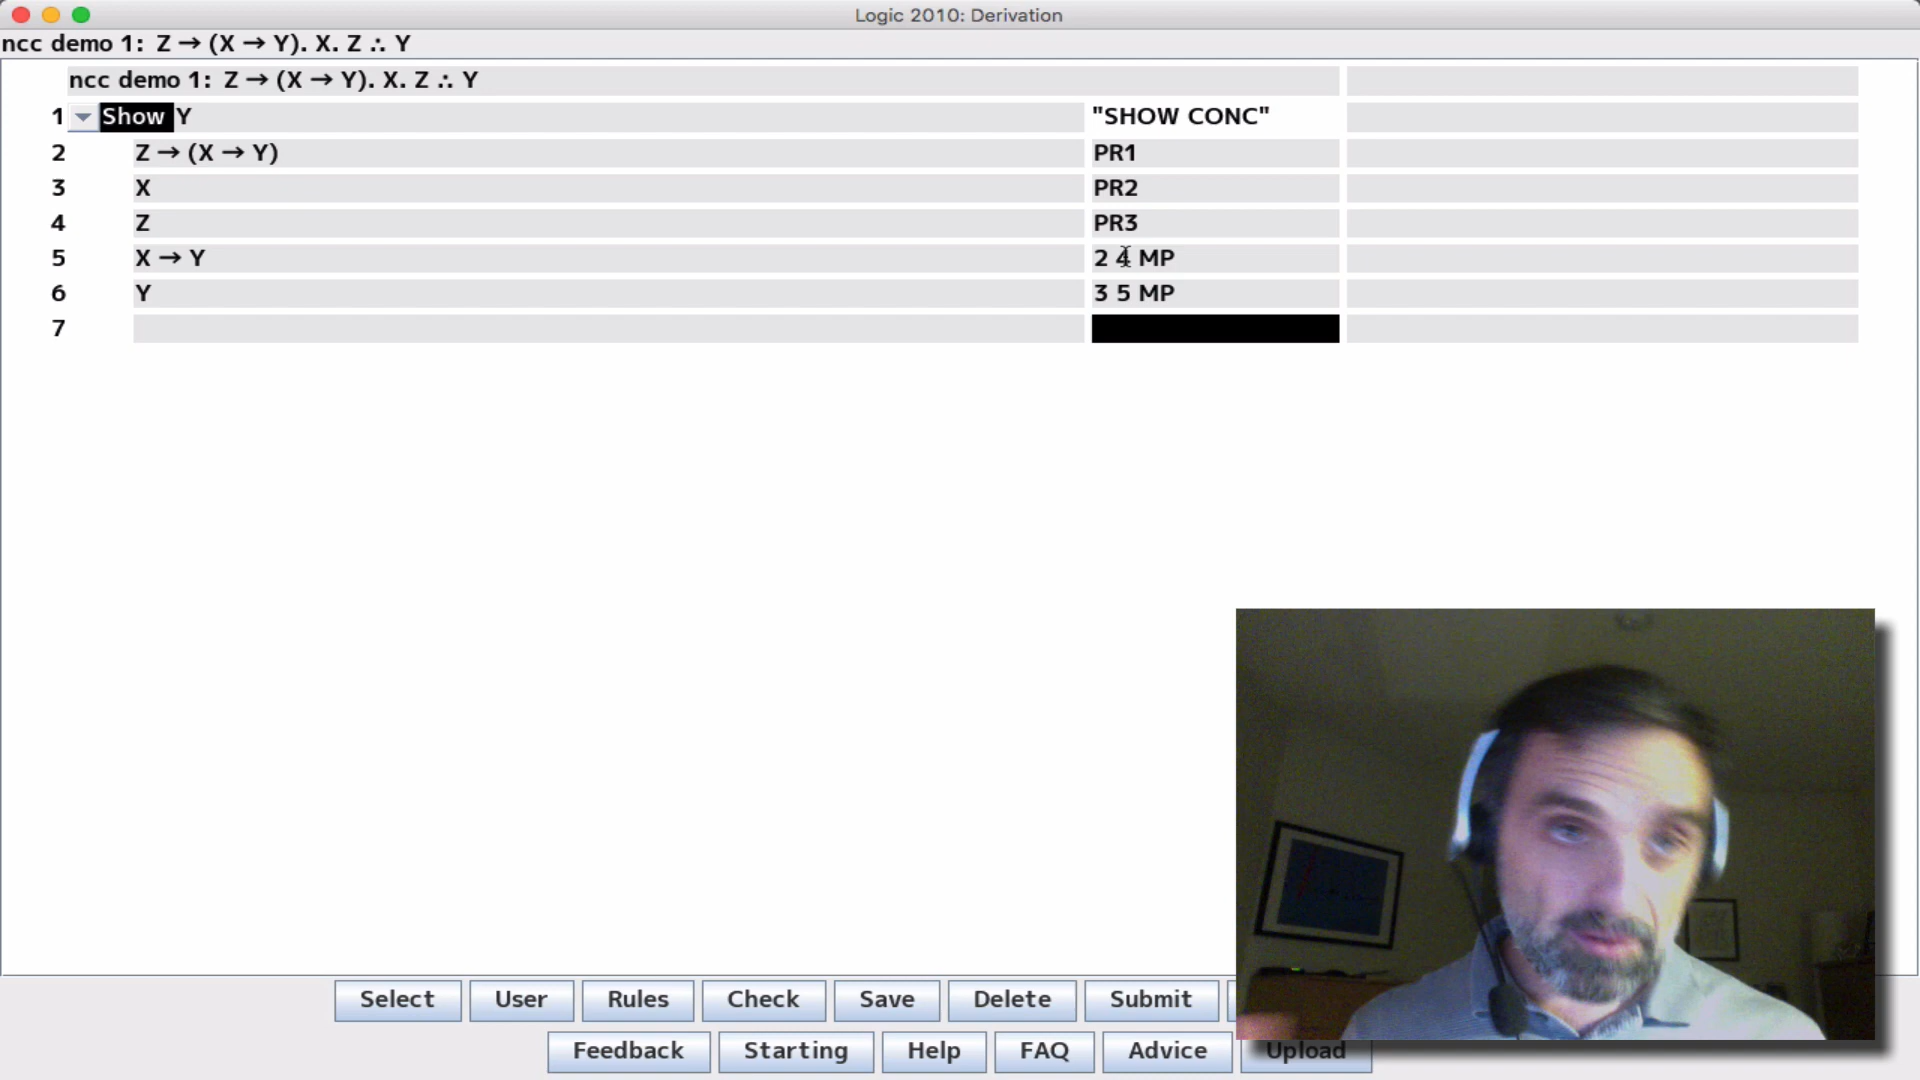 Logic 2010: Derivation
ncc demo 1: Z → (X → Y). X. Z ∴ Y
ncc demo 1: Z → (X → Y). X. Z ∴ Y
1 Show Y "SHOW CONC"
2 Z → (X → Y) PR1
3 X PR2
4 Z PR3
5 X → Y 2 4 MP
6 Y 3 5 MP
7
Select User Rules Check Save Delete Submit
Feedback Starting Help FAQ Advice Upload